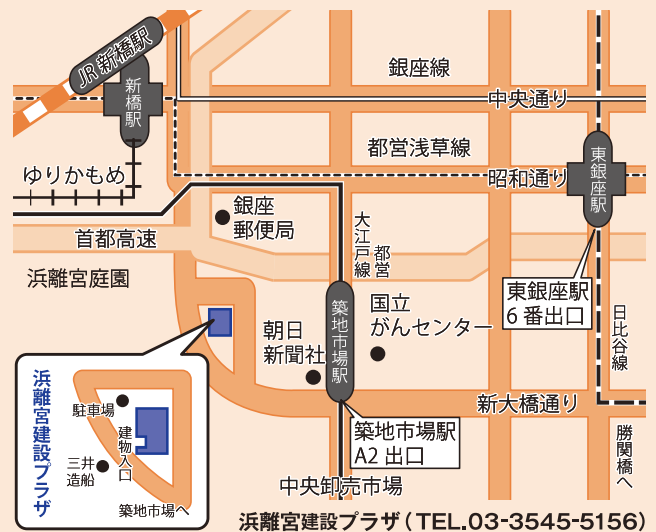 JR 新橋駅
新橋駅
銀座線
中央通り
都営浅草線
昭和通り
東銀座駅
ゆりかもめ
銀座
郵便局
首都高速
大江戸線
都営
浜離宮庭園
東銀座駅
6 番出口
築地市場駅
国立
がんセンター
朝日
新聞社
日比谷線
新大橋通り
築地市場駅
A2 出口
勝関橋へ
中央卸売市場
浜離宮建設プラザ
駐車場
建物入口
三井
造船
築地市場へ
浜離宮建設プラザ ( TEL.03-3545-5156 )